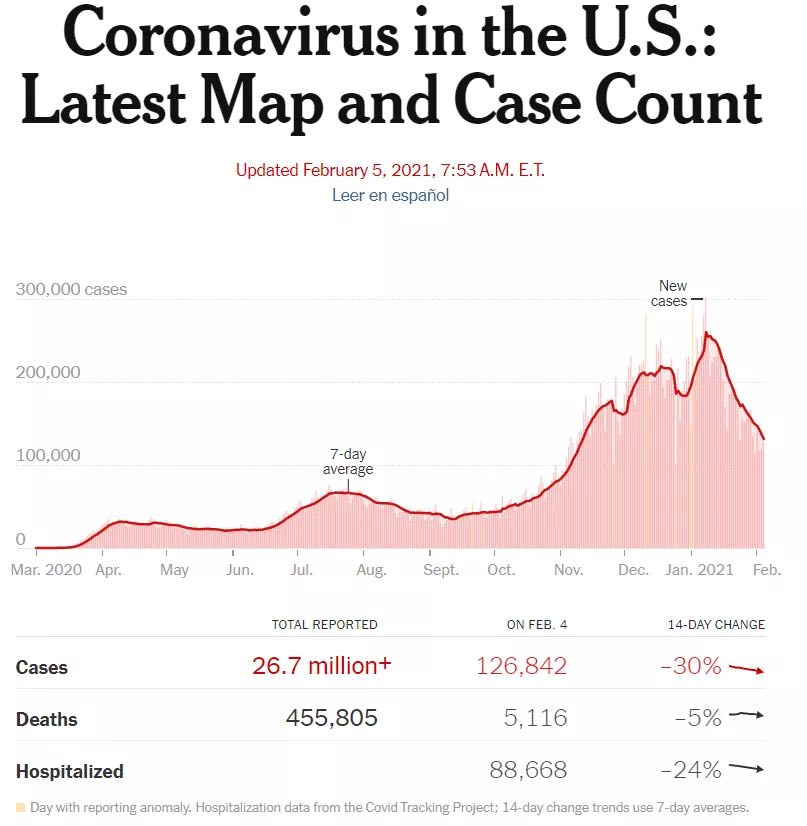 Coronavirus in the U.S.:
Latest Map and Case Count
Updated February 5, 2021, 7:53 A.M. E.T.
Leer en español
300,000 cases
New
cases
200,000
100,000
7-day
average
0
Mar. 2020 Apr. May Jun. Jul. Aug. Sept. Oct. Nov. Dec. Jan. 2021 Feb.
TOTAL REPORTED ON FEB. 4 14-DAY CHANGE
Cases 26.7 million+ 126,842 –30%
Deaths 455,805 5,116 –5%
Hospitalized 88,668 –24%
Day with reporting anomaly. Hospitalization data from the Covid Tracking Project; 14-day change trends use 7-day averages.